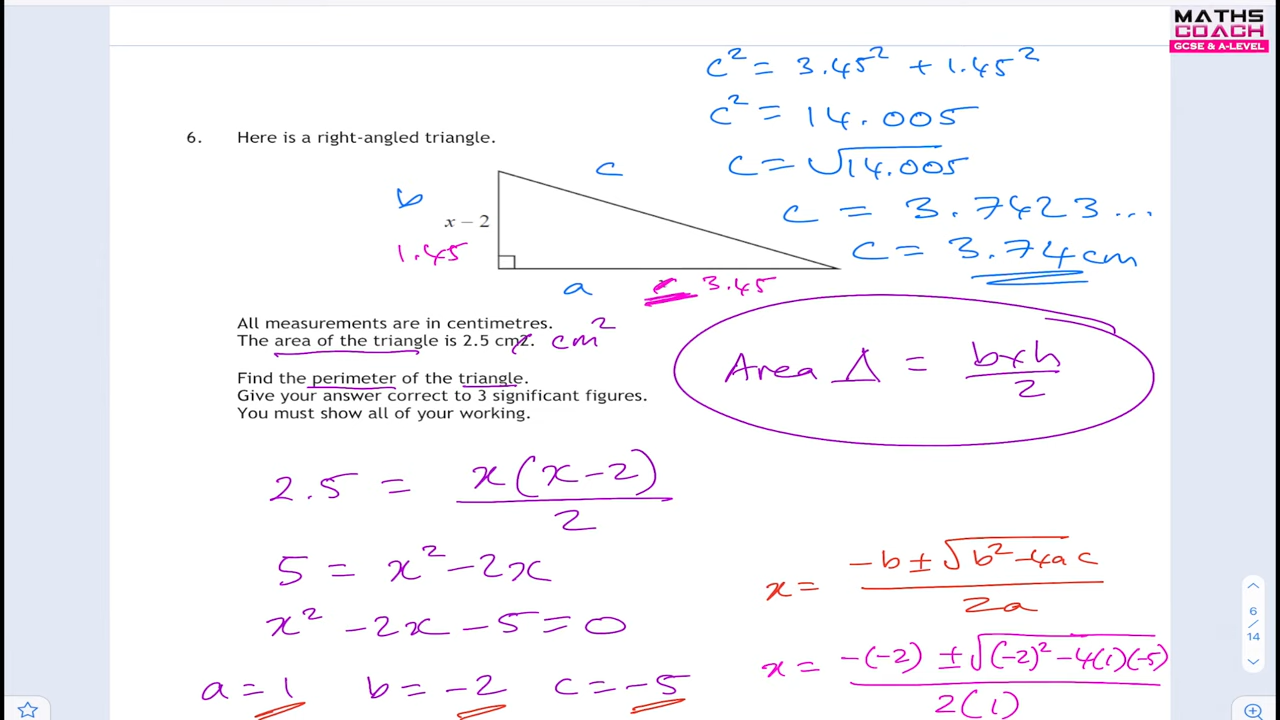 MATHS
COACH
GCSE & A-LEVEL
c² = 3.45² + 1.45²
c² = 14.005
c = √14.005
c = 3.7423...
c = 3.74cm
6. Here is a right-angled triangle.
c
b
x – 2
1.45
a
3.45
All measurements are in centimetres.
The area of the triangle is 2.5 cm2. cm²
Find the perimeter of the triangle.
Give your answer correct to 3 significant figures.
You must show all of your working.
Area Δ = b×h/2
2.5 = x(x-2)/2
5 = x² - 2x
x² - 2x - 5 = 0
a = 1 b = -2 c = -5
x = -b ± √b² - 4ac / 2a
x = -(-2) ± √(-2)² - 4(1)(-5) / 2(1)
6
/
14